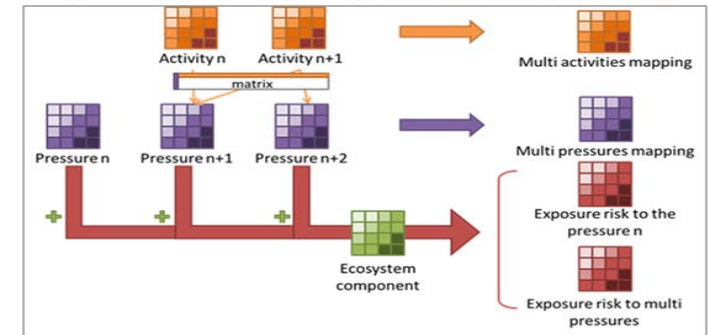 Activity n
Activity n+1
Multi activities mapping
matrix
Pressure n
Pressure n+1
Pressure n+2
Multi pressures mapping
Exposure risk to the
pressure n
Ecosystem
component
Exposure risk to multi
pressures